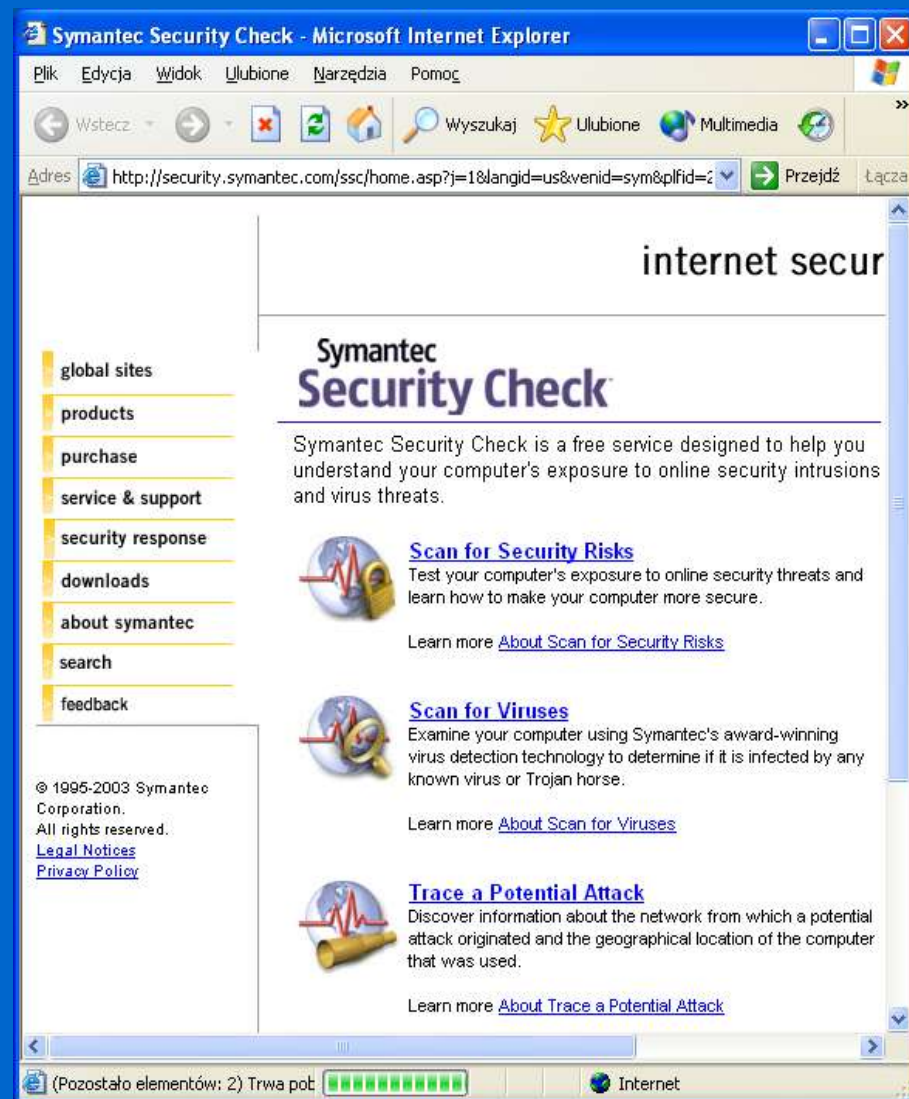 Symantec Security Check - Microsoft Internet Explorer
Plik Edycja Widok Ulubione Narzędzia Pomoc
Wstecz Wyszukaj Ulubione Multimedia »
Adres http://security.symantec.com/ssc/home.asp?j=1&langid=us&venid=sym&plfid=2 Przejdź Łącza
internet secur
global sites
products
purchase
service & support
security response
downloads
about symantec
search
feedback
© 1995-2003 Symantec
Corporation.
All rights reserved.
Legal Notices
Privacy Policy
Symantec
Security Check
Symantec Security Check is a free service designed to help you
understand your computer's exposure to online security intrusions
and virus threats.
Scan for Security Risks
Test your computer's exposure to online security threats and
learn how to make your computer more secure.
Learn more About Scan for Security Risks
Scan for Viruses
Examine your computer using Symantec's award-winning
virus detection technology to determine if it is infected by any
known virus or Trojan horse.
Learn more About Scan for Viruses
Trace a Potential Attack
Discover information about the network from which a potential
attack originated and the geographical location of the computer
that was used.
Learn more About Trace a Potential Attack
(Pozostało elementów: 2) Trwa pob Internet